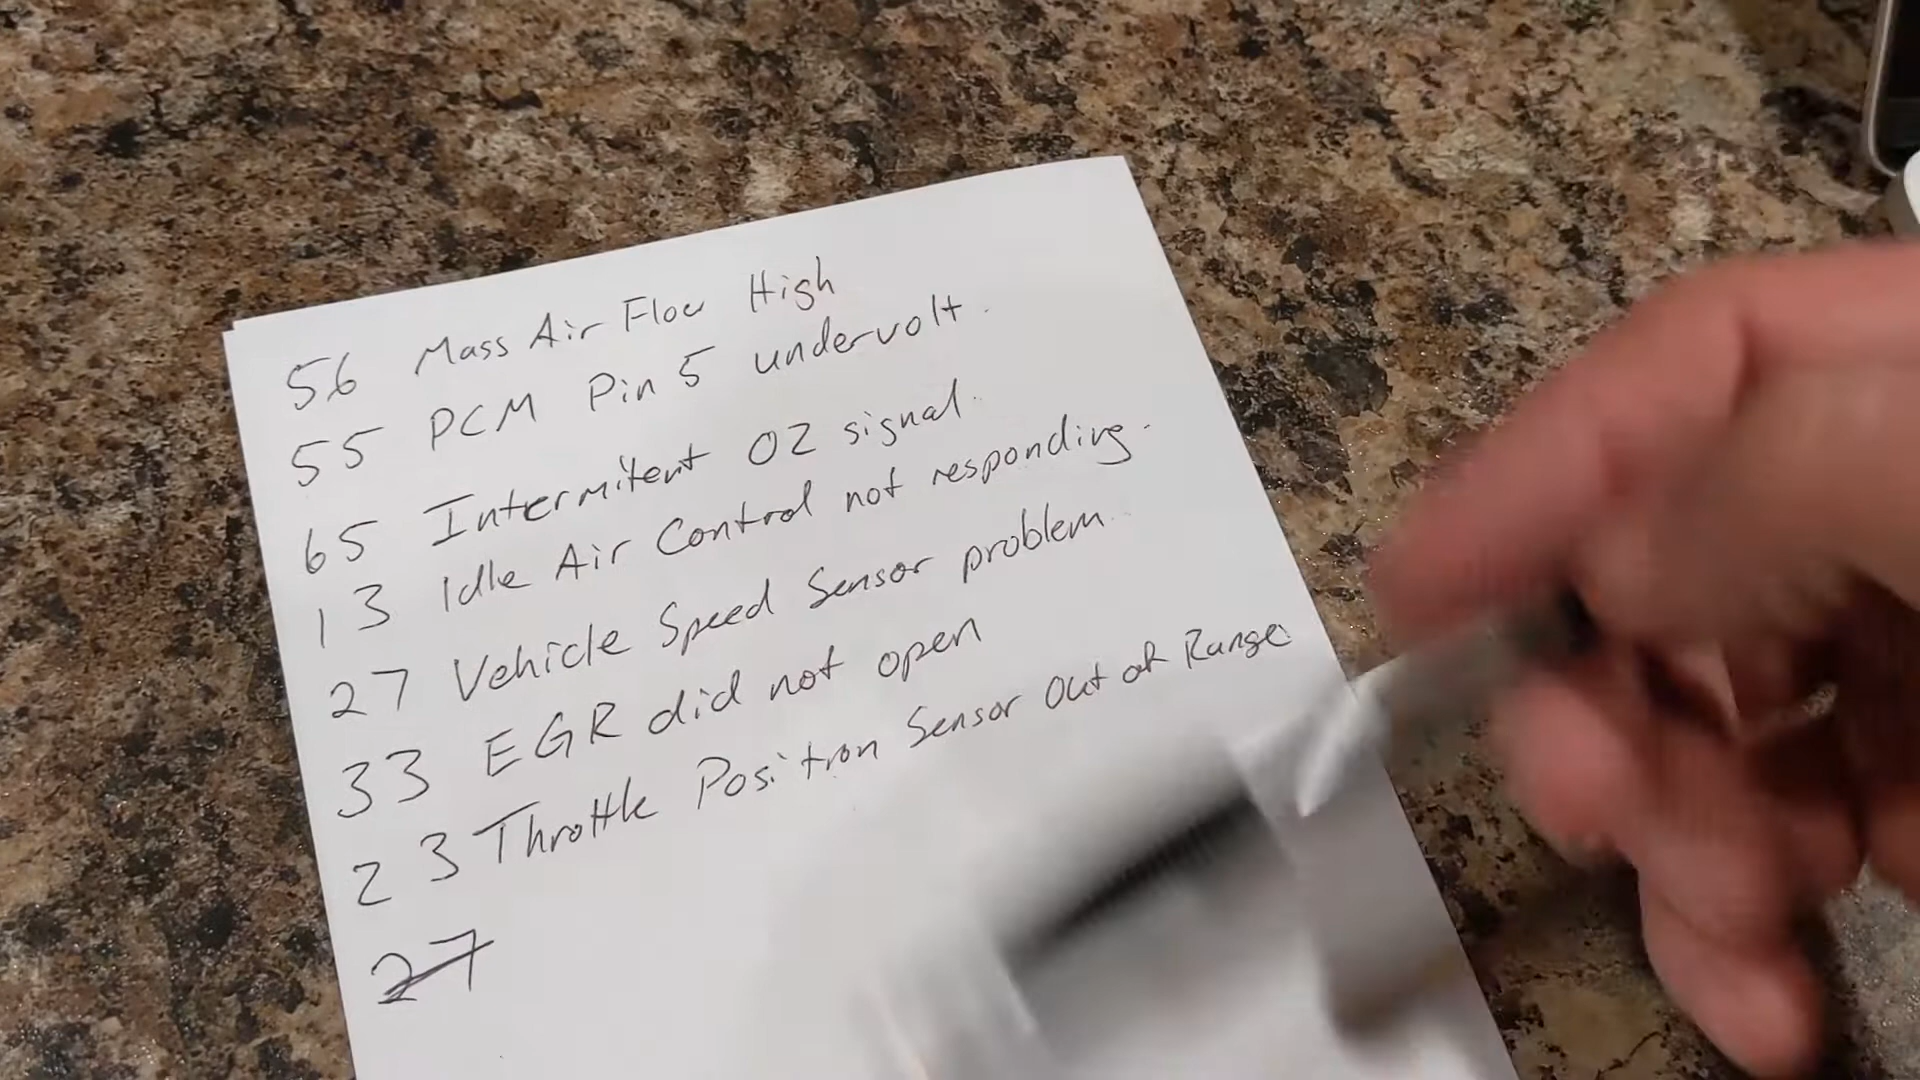 56 Mass Air Flow High
55 PCM Pin 5 undervolt.
65 Intermitent O2 signal.
13 Idle Air Control not responding.
27 Vehicle Speed Sensor problem.
33 EGR did not open
23 Throttle Position Sensor Out of Range
27